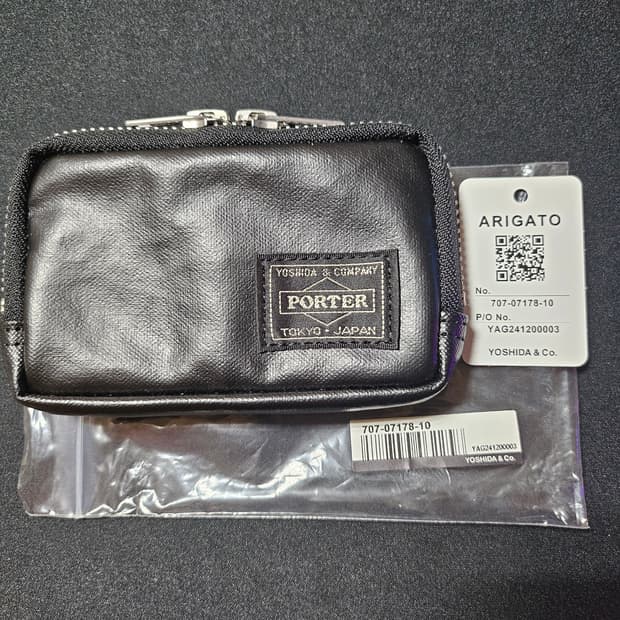 YOSHIDA & COMPANY
PORTER
TOKYO - JAPAN
ARIGATO
No.
707-07178-10
P/O No.
YAG241200003
YOSHIDA & Co.
707-07178-10
YAG241200003
YOSHIDA & Co.